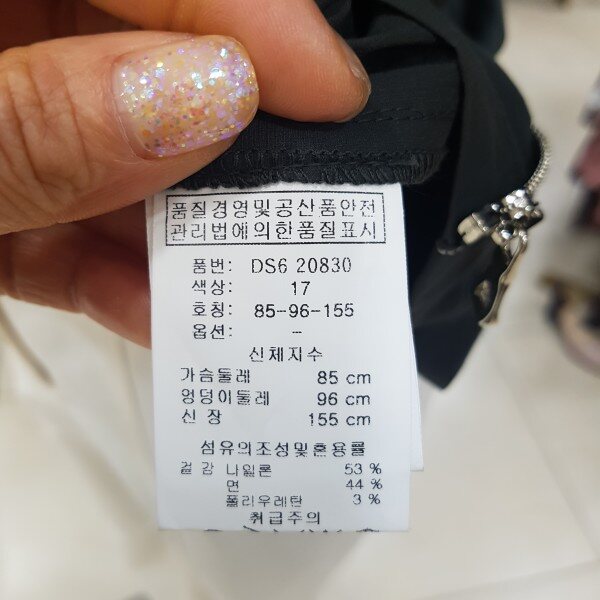 품질경영및공산품안전
관리법에의한품질표시
품번: DS6 20830
색상: 17
호칭: 85-96-155
옵션: -
신체지수
가슴둘레 85 cm
엉덩이둘레 96 cm
신 장 155 cm
섬유의조성및혼용률
겉 감 나일론 53 %
면 44 %
폴리우레탄 3 %
취급주의